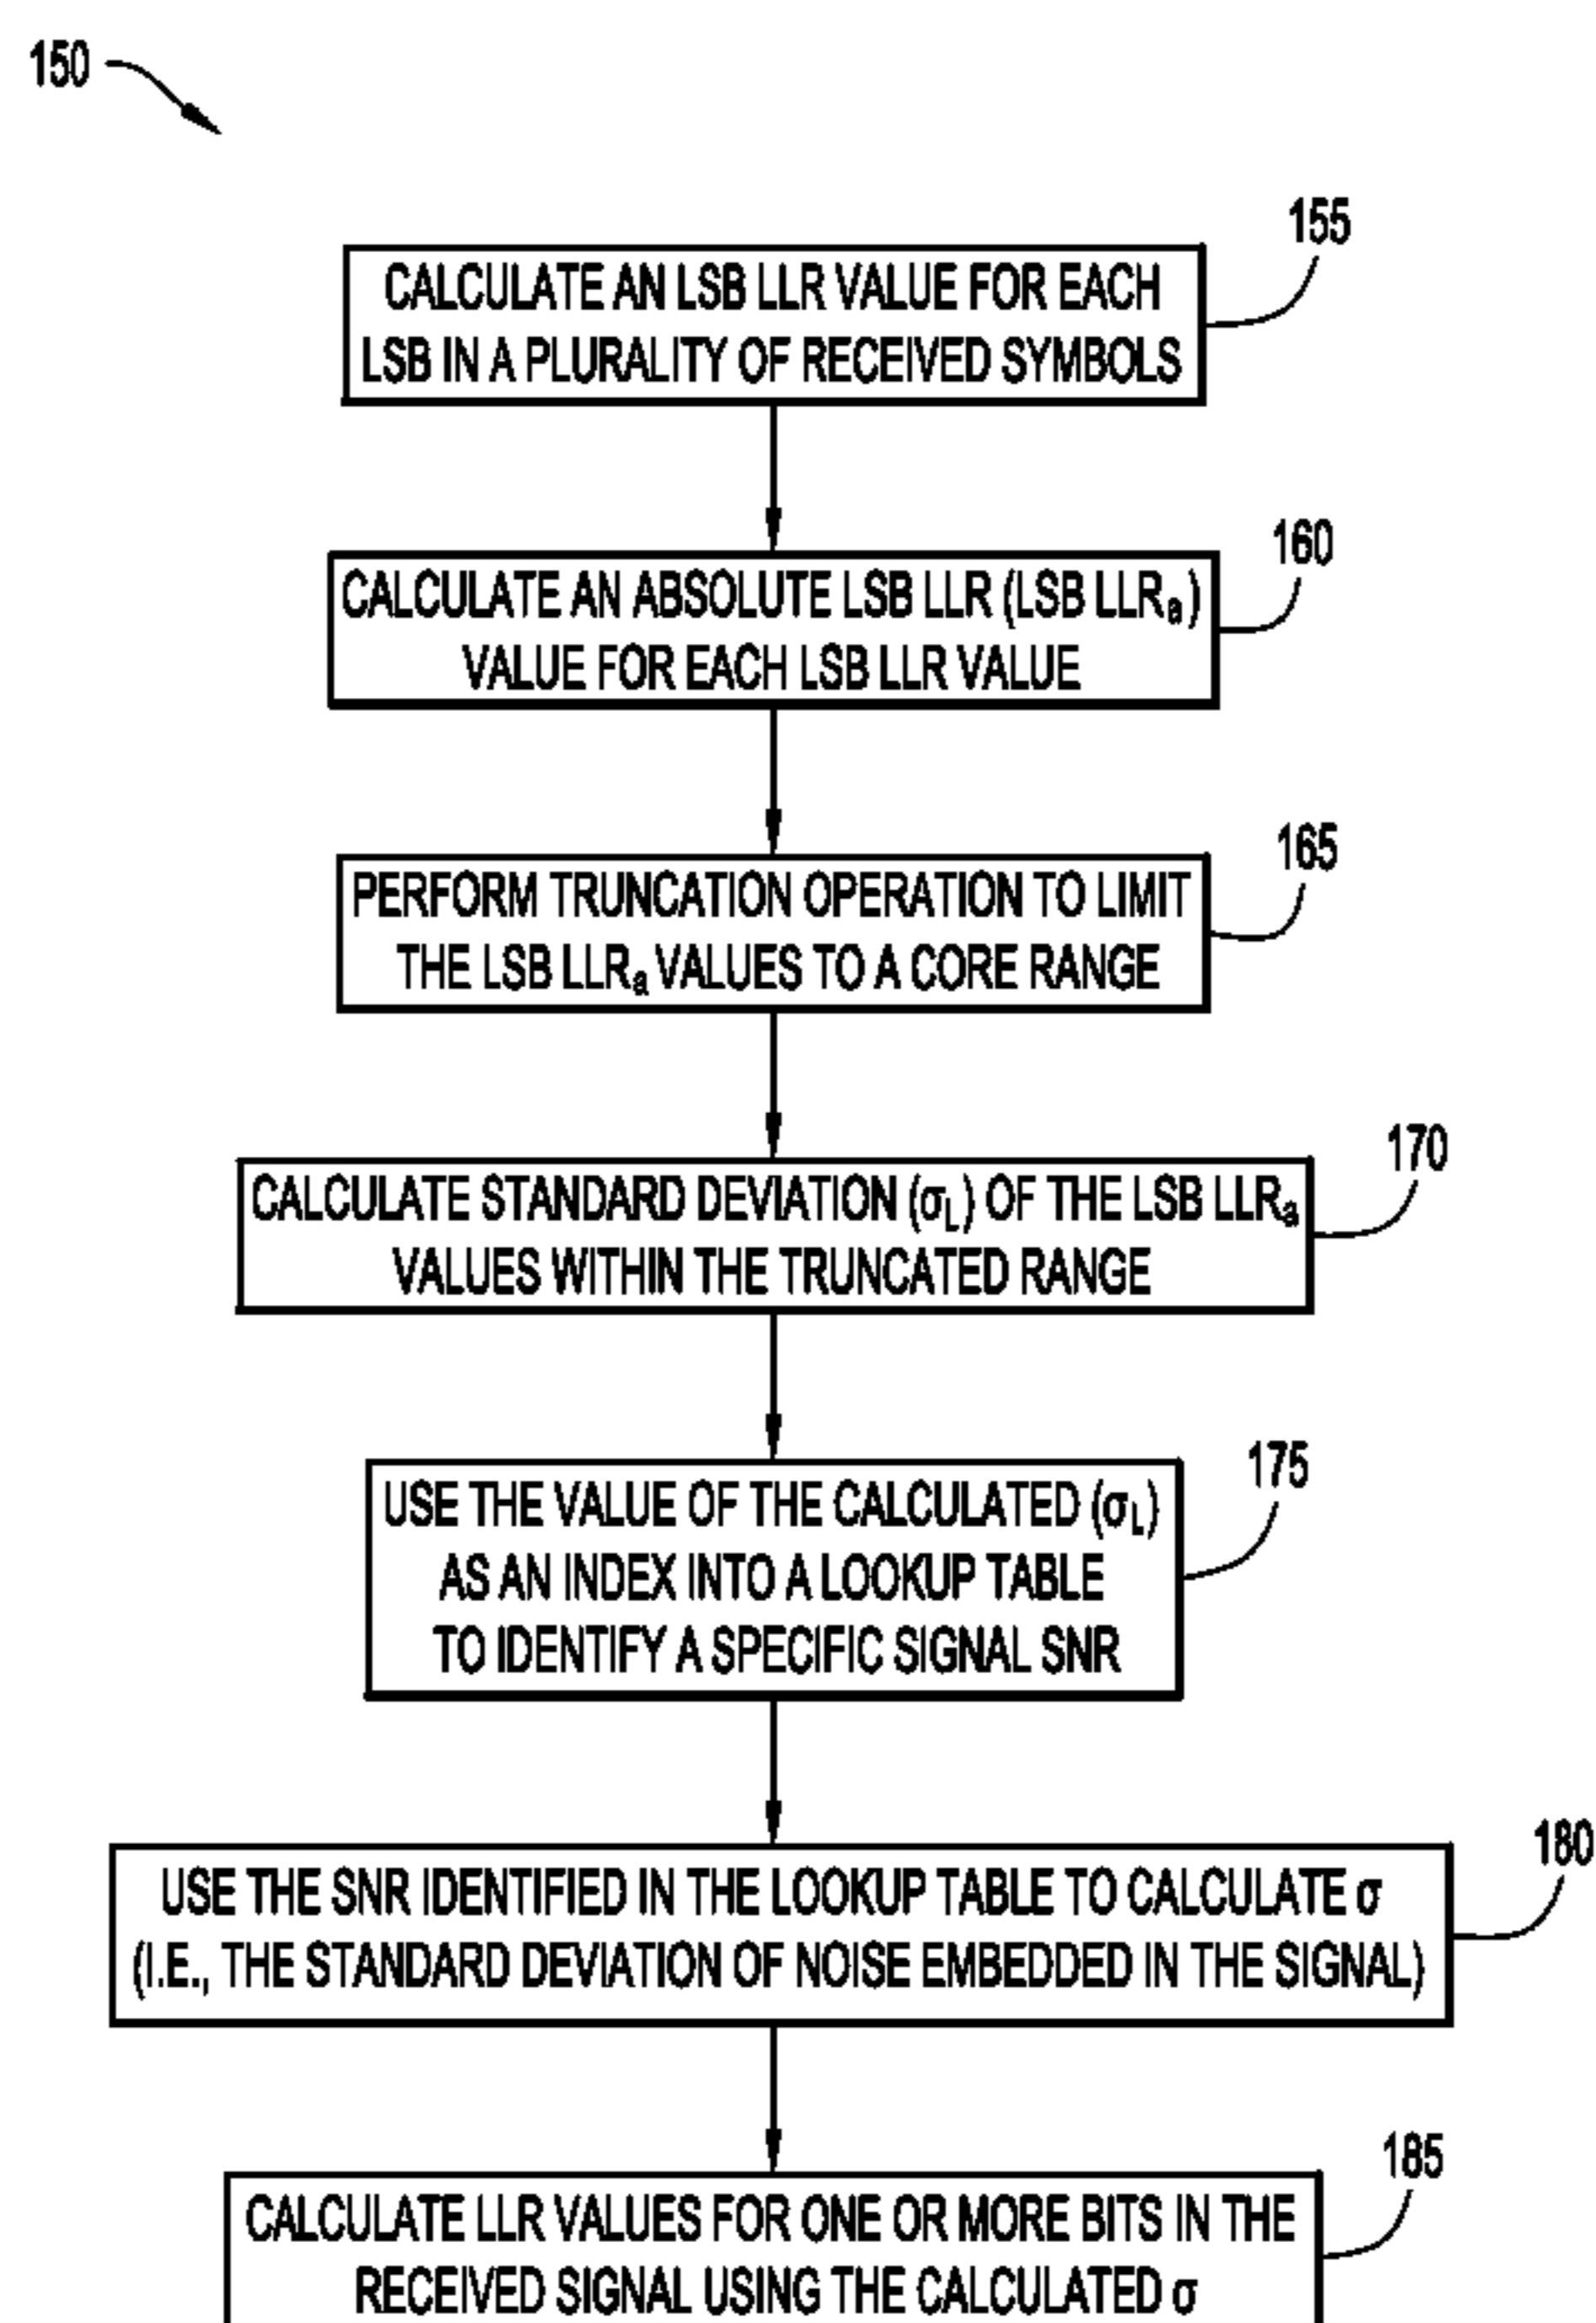 150
155
CALCULATE AN LSB LLR VALUE FOR EACH
LSB IN A PLURALITY OF RECEIVED SYMBOLS
160
CALCULATE AN ABSOLUTE LSB LLR (LSB LLRₐ)
VALUE FOR EACH LSB LLR VALUE
165
PERFORM TRUNCATION OPERATION TO LIMIT
THE LSB LLRₐ VALUES TO A CORE RANGE
170
CALCULATE STANDARD DEVIATION (σL) OF THE LSB LLRₐ
VALUES WITHIN THE TRUNCATED RANGE
175
USE THE VALUE OF THE CALCULATED (σL)
AS AN INDEX INTO A LOOKUP TABLE
TO IDENTIFY A SPECIFIC SIGNAL SNR
180
USE THE SNR IDENTIFIED IN THE LOOKUP TABLE TO CALCULATE σ
(I.E., THE STANDARD DEVIATION OF NOISE EMBEDDED IN THE SIGNAL)
185
CALCULATE LLR VALUES FOR ONE OR MORE BITS IN THE
RECEIVED SIGNAL USING THE CALCULATED σ